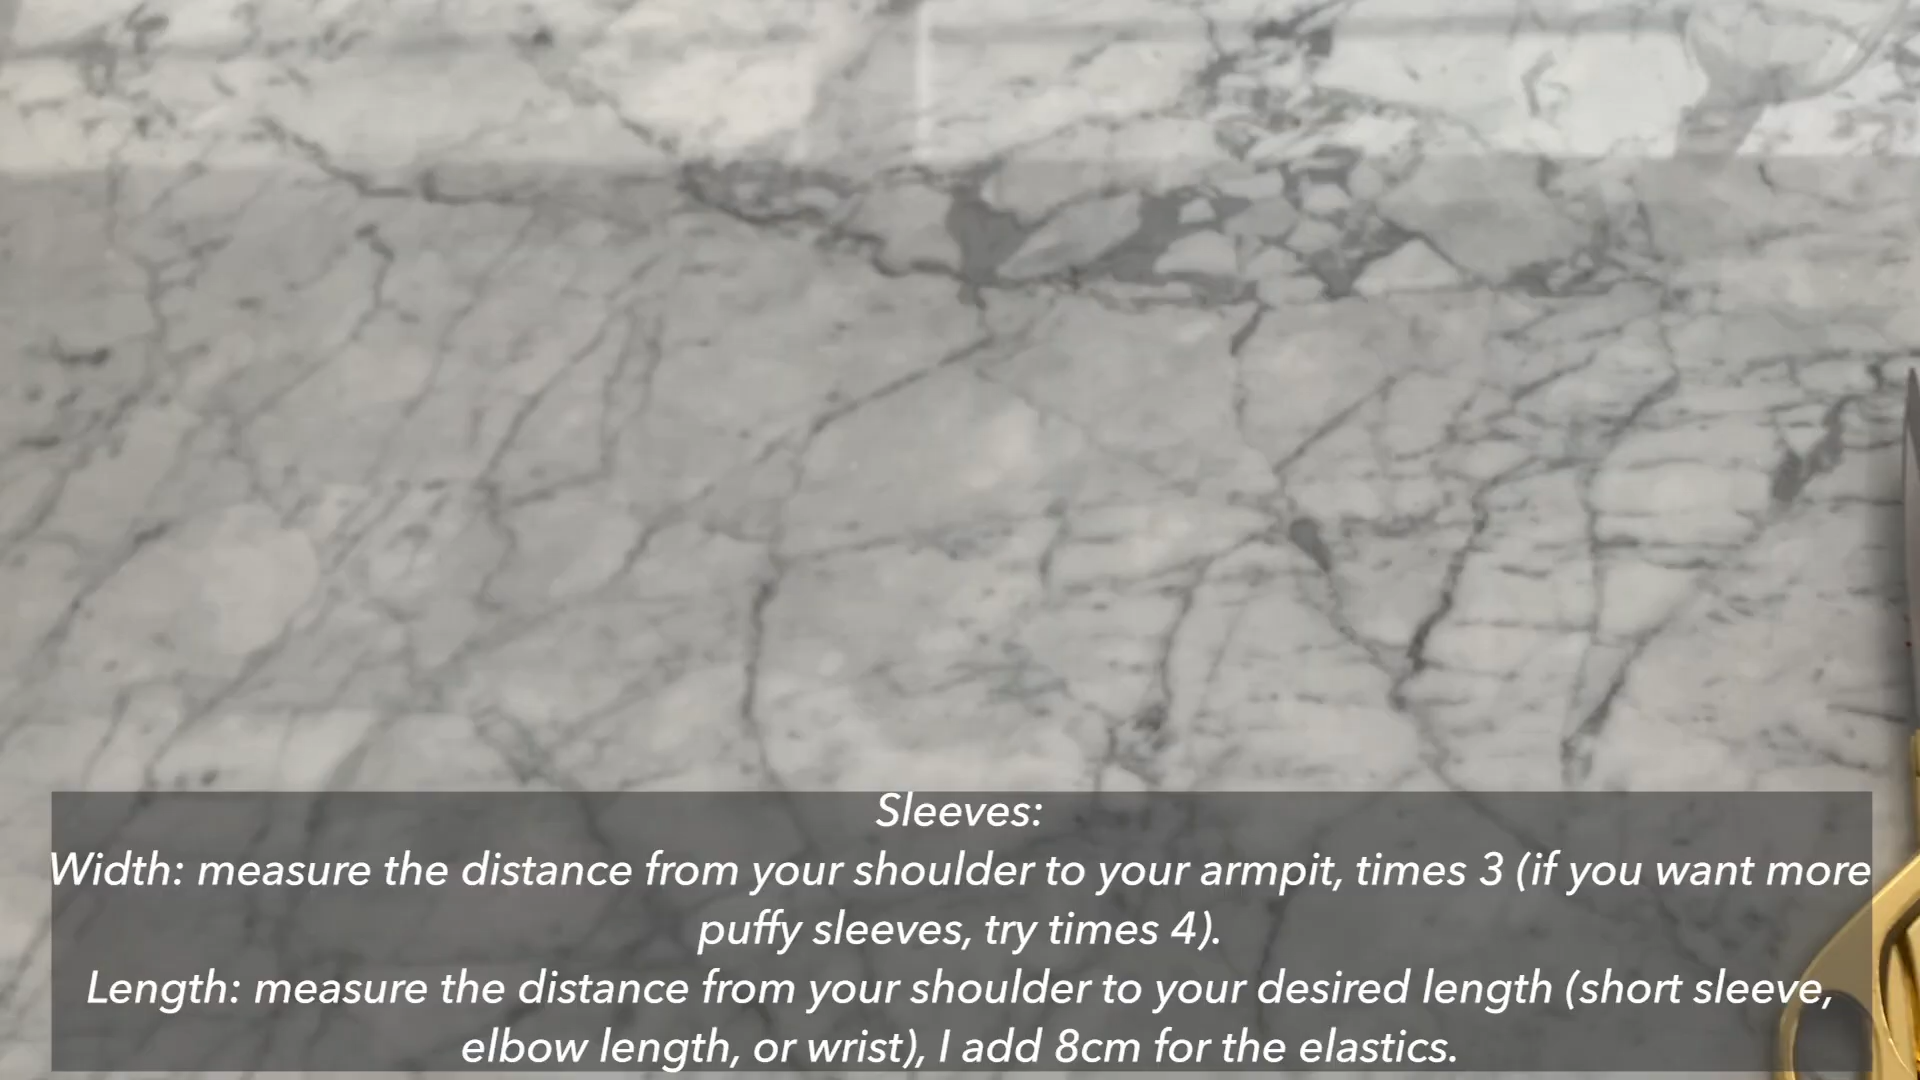 Sleeves:
Width: measure the distance from your shoulder to your armpit, times 3 (if you want more
puffy sleeves, try times 4).
Length: measure the distance from your shoulder to your desired length (short sleeve,
elbow length, or wrist), I add 8cm for the elastics.